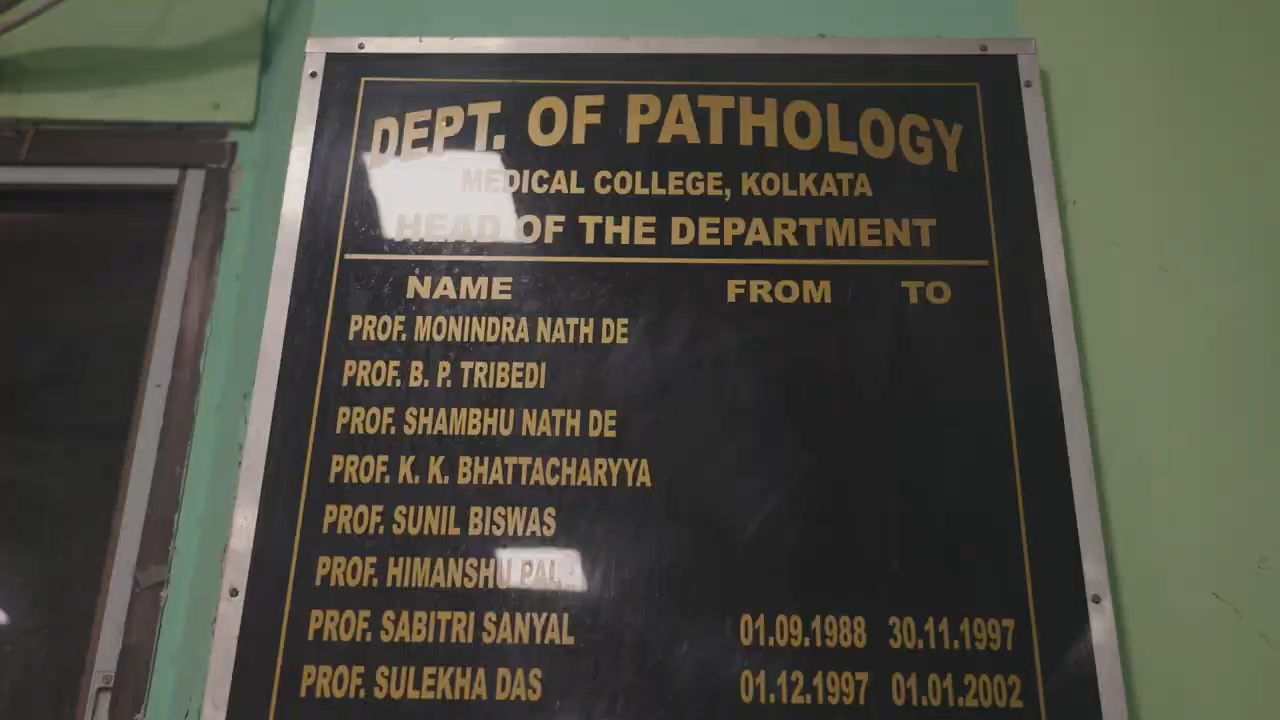 DEPT. OF PATHOLOGY
MEDICAL COLLEGE, KOLKATA
HEAD OF THE DEPARTMENT
NAME FROM TO
PROF. MONINDRA NATH DE
PROF. B. P. TRIBEDI
PROF. SHAMBHU NATH DE
PROF. K. K. BHATTACHARYYA
PROF. SUNIL BISWAS
PROF. HIMANSHU PAL
PROF. SABITRI SANYAL 01.09.1988 30.11.1997
PROF. SULEKHA DAS 01.12.1997 01.01.2002